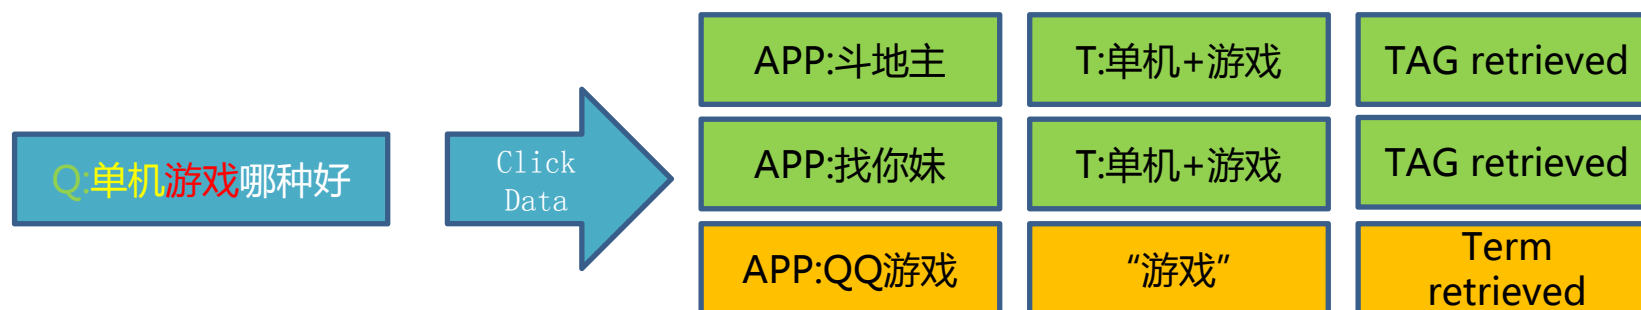 Q:单机游戏哪种好
Click
Data
APP:斗地主
T:单机+游戏
TAG retrieved
APP:找你妹
T:单机+游戏
TAG retrieved
APP:QQ游戏
“游戏”
Term
retrieved